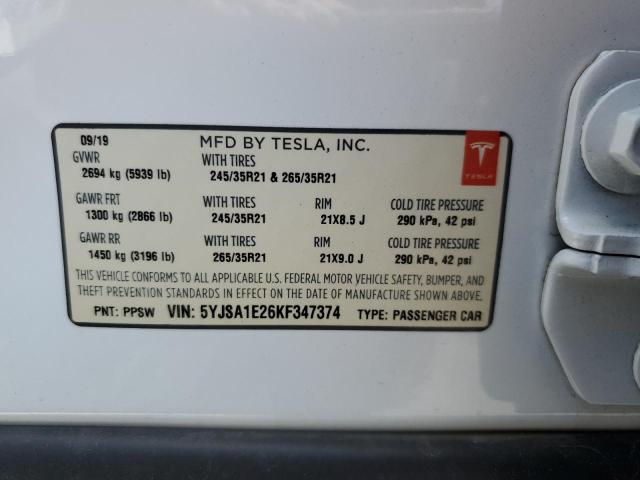 09/19 MFD BY TESLA, INC.
GVWR WITH TIRES
2694 kg (5939 lb) 245/35R21 & 265/35R21
TESLA
GAWR FRT WITH TIRES RIM COLD TIRE PRESSURE
1300 kg (2866 lb) 245/35R21 21X8.5 J 290 kPa, 42 psi
GAWR RR WITH TIRES RIM COLD TIRE PRESSURE
1450 kg (3196 lb) 265/35R21 21X9.0 J 290 kPa, 42 psi
THIS VEHICLE CONFORMS TO ALL APPLICABLE U.S. FEDERAL MOTOR VEHICLE SAFETY, BUMPER, AND
THEFT PREVENTION STANDARDS IN EFFECT ON THE DATE OF MANUFACTURE SHOWN ABOVE.
PNT: PPSW VIN: 5YJSA1E26KF347374 TYPE: PASSENGER CAR